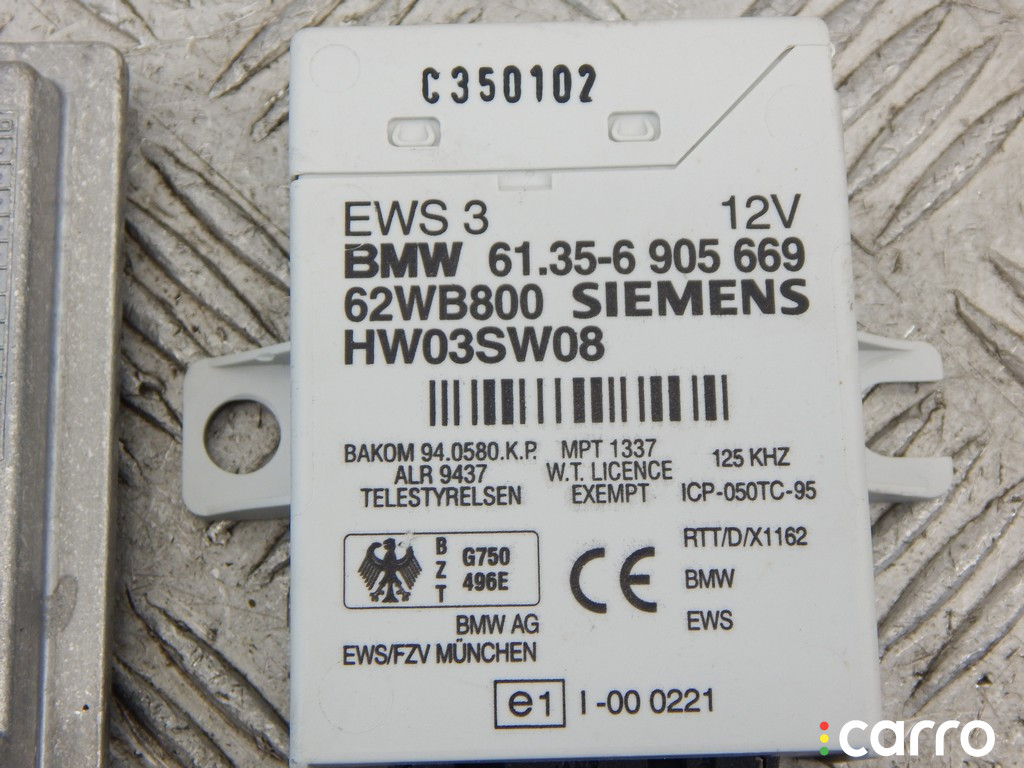 C350102
EWS 3 12V
BMW 61.35-6 905 669
62WB800 SIEMENS
HW03SW08
BAKOM 94.0580.K.P. MPT 1337 125 KHZ
ALR 9437 W.T. LICENCE
TELESTYRELSEN EXEMPT ICP-050TC-95
RTT/D/X1162
B
Z
T
G750
496E
CE
BMW
BMW AG EWS
EWS/FZV MÜNCHEN
e1 I-00 0221
carro